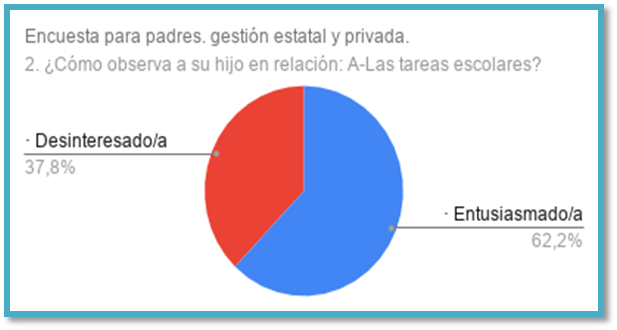 Encuesta para padres. gestión estatal y privada.
2. ¿Cómo observa a su hijo en relación: A-Las tareas escolares?
· Desinteresado/a
37,8%
· Entusiasmado/a
62,2%